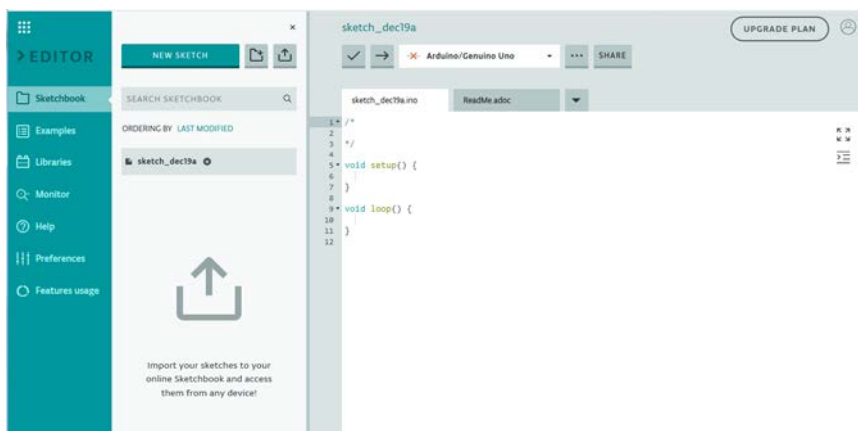 >EDITOR
Sketchbook
Examples
Libraries
Monitor
Help
Preferences
Features usage
×
NEW SKETCH
SEARCH SKETCHBOOK
ORDERING BY LAST MODIFIED
sketch_dec19a
Import your sketches to your
online Sketchbook and access
them from any device!
sketch_dec19a
UPGRADE PLAN
Arduino/Genuino Uno
SHARE
sketch_dec19a.ino ReadMe.adoc
1 /*
2
3 */
4
5 void setup() {
6
7 }
8
9 void loop() {
10
11 }
12